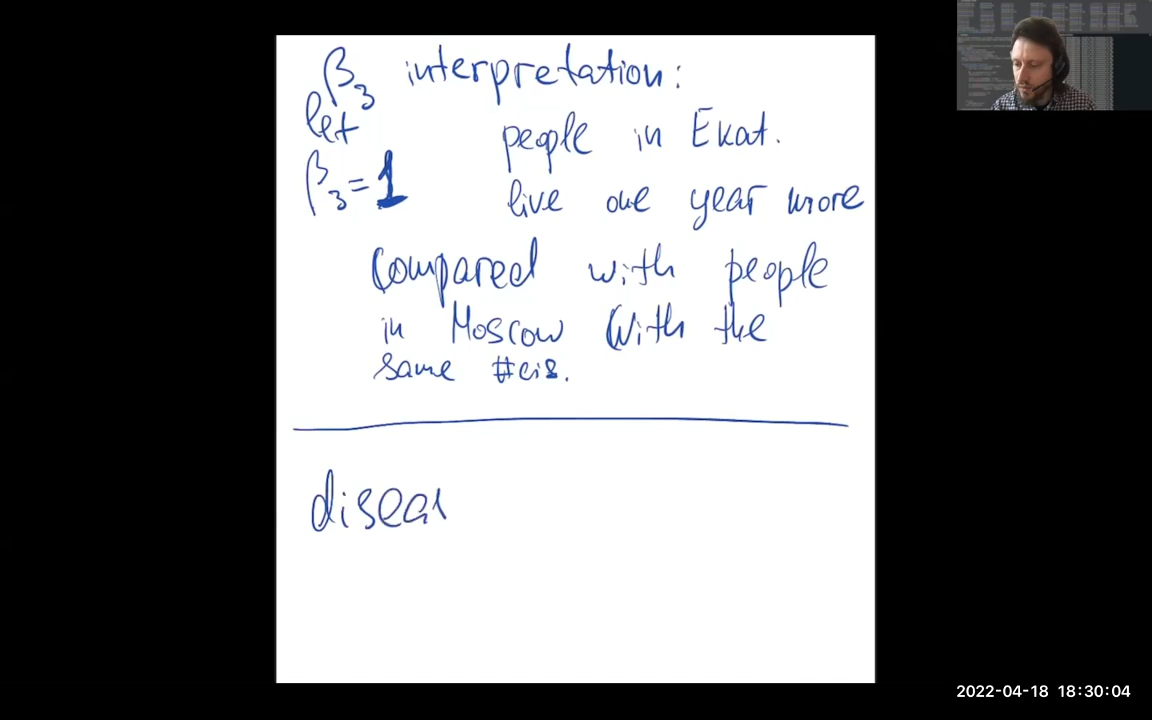 β₃ interpretation:
let
people in Ekat.
β₃ = 1
live one year more
Compared with people
in Moscow With the
same #cig.
diseas
2022-04-18 18:30:04